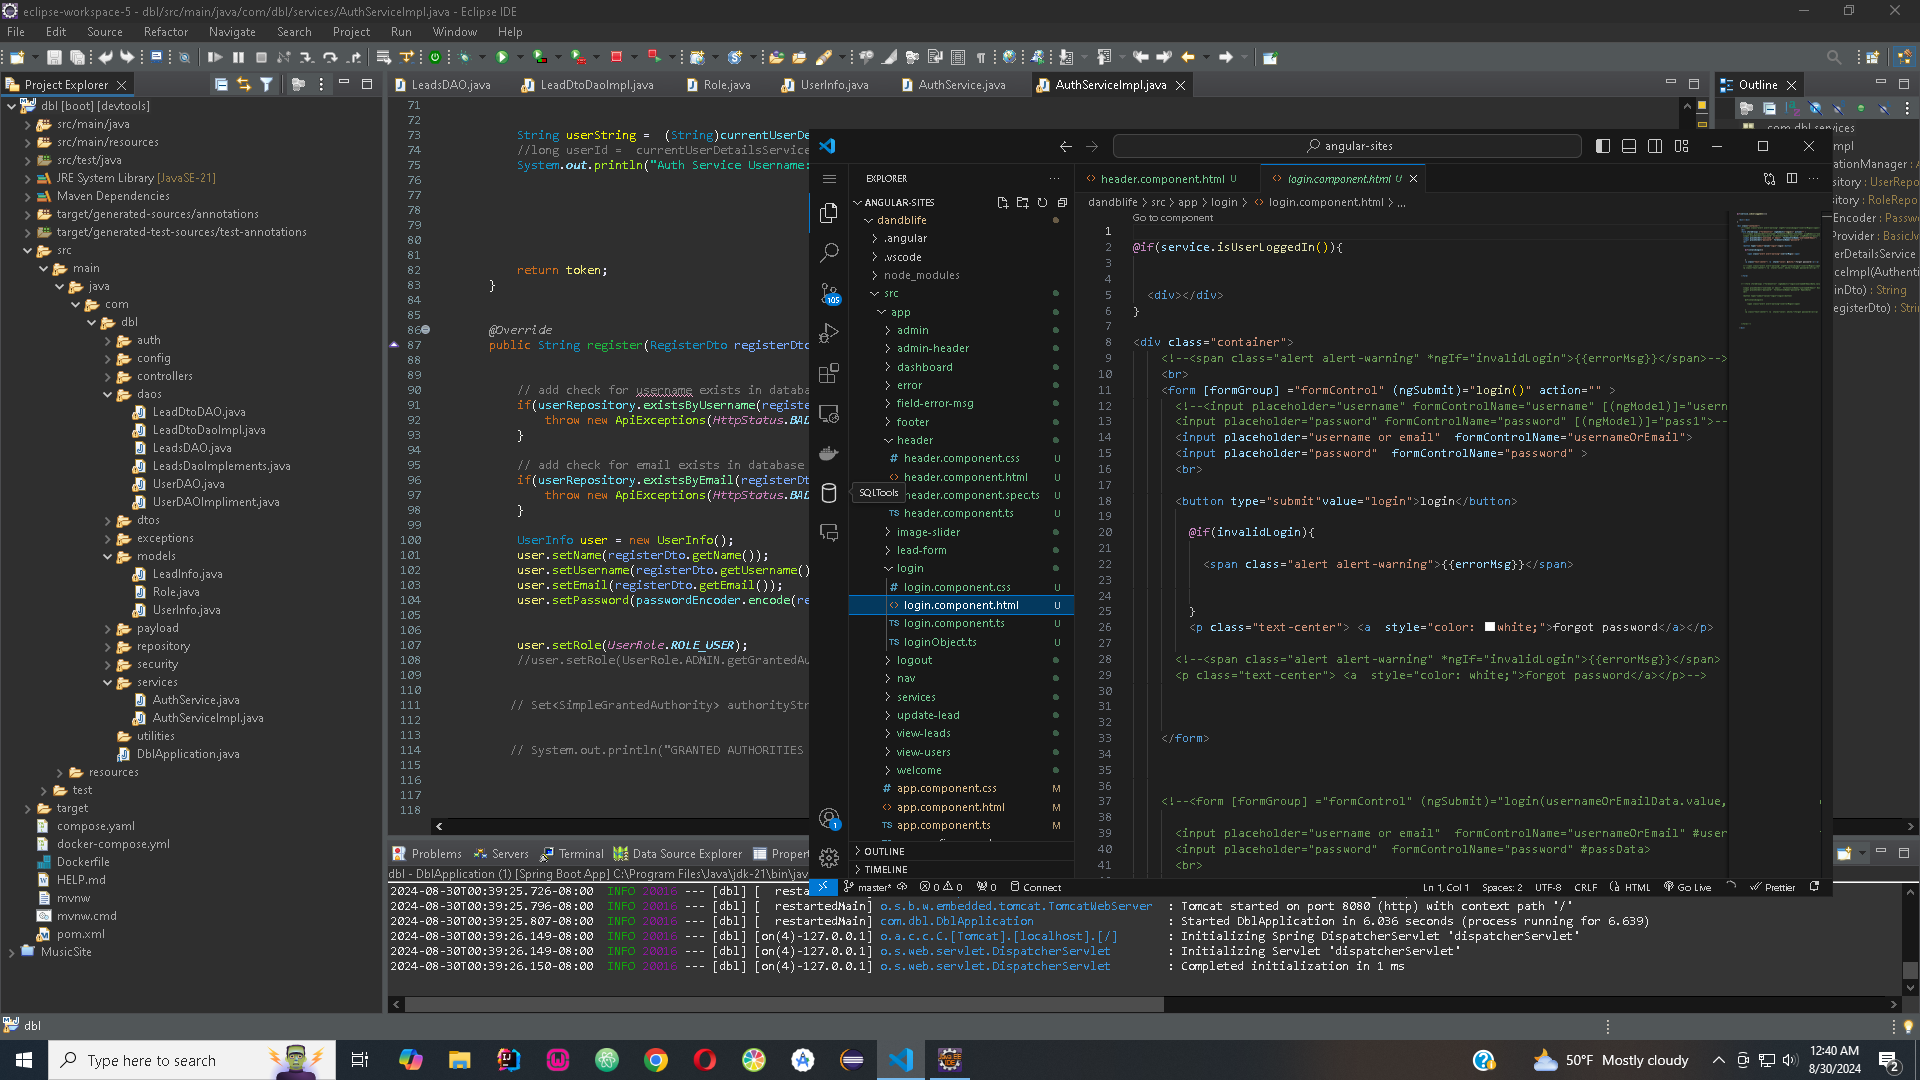 eclipse-workspace-5 - dbl/src/main/java/com/dbl/services/AuthServiceImpl.java - Eclipse IDE
File Edit Source Refactor Navigate Search Project Run Window Help
Project Explorer
LeadsDAO.java
LeadDtoDaoImpl.java
Role.java
UserInfo.java
AuthService.java
AuthServiceImpl.java
Outline
dbl [boot] [devtools]
src/main/java
src/main/resources
src/test/java
JRE System Library [JavaSE-21]
Maven Dependencies
target/generated-sources/annotations
target/generated-test-sources/test-annotations
src
main
java
com
dbl
auth
config
controllers
daos
LeadDtoDAO.java
LeadDtoDaoImpl.java
LeadsDAO.java
LeadsDaoImplements.java
UserDAO.java
UserDAOImpliment.java
dtos
exceptions
models
LeadInfo.java
Role.java
UserInfo.java
payload
repository
security
services
AuthService.java
AuthServiceImpl.java
utilities
DblApplication.java
resources
test
target
compose.yaml
docker-compose.yml
Dockerfile
HELP.md
mvnw
mvnw.cmd
pom.xml
MusicSite
71
72
73 String userString = (String)currentUserDe
74 //long userId = currentUserDetailsService
75 System.out.println("Auth Service Username:
76
77
78
79
80
81
82 return token;
83 }
84
85
86 @Override
87 public String register(RegisterDto registerDto
88
89
90 // add check for username exists in databas
91 if(userRepository.existsByUsername(registe
92 throw new ApiExceptions(HttpStatus.BAD
93 }
94
95 // add check for email exists in database
96 if(userRepository.existsByEmail(registerDt
97 throw new ApiExceptions(HttpStatus.BAD
98 }
99
100 UserInfo user = new UserInfo();
101 user.setName(registerDto.getName());
102 user.setUsername(registerDto.getUsername()
103 user.setEmail(registerDto.getEmail());
104 user.setPassword(passwordEncoder.encode(re
105
106
107 user.setRole(UserRole.ROLE_USER);
108 //user.setRole(UserRole.ADMIN.getGrantedAu
109
110
111 // Set<SimpleGrantedAuthority> authorityStr
112
113
114 // System.out.println("GRANTED AUTHORITIES
115
116
117
118
angular-sites
EXPLORER
ANGULAR-SITES
dandblife
.angular
.vscode
node_modules
src
app
admin
admin-header
dashboard
error
field-error-msg
footer
header
# header.component.css U
<> header.component.html U
SQLTools
header.component.spec.ts U
TS header.component.ts U
image-slider
lead-form
login
# login.component.css U
<> login.component.html U
TS login.component.ts U
TS loginObject.ts U
logout
nav
services
update-lead
view-leads
view-users
welcome
# app.component.css M
<> app.component.html M
TS app.component.ts M
OUTLINE
TIMELINE
105
1
<> header.component.html U
<> login.component.html U
dandblife > src > app > login > <> login.component.html > ...
Go to component
1
2 @if(service.isUserLoggedIn()){
3
4
5 <div></div>
6 }
7
8 <div class="container">
9 <!--<span class="alert alert-warning" *ngIf="invalidLogin">{{errorMsg}}</span>-->
10 <br>
11 <form [formGroup] ="formControl" (ngSubmit)="login()" action="" >
12 <!--<input placeholder="username" formControlName="username" [(ngModel)]="usern
13 <input placeholder="password" formControlName="password" [(ngModel)]="pass1">--
14 <input placeholder="username or email" formControlName="usernameOrEmail">
15 <input placeholder="password" formControlName="password" >
16 <br>
17
18 <button type="submit"value="login">login</button>
19
20 @if(invalidLogin){
21
22 <span class="alert alert-warning">{{errorMsg}}</span>
23
24
25 }
26 <p class="text-center"> <a style="color: white;">forgot password</a></p>
27
28 <!--<span class="alert alert-warning" *ngIf="invalidLogin">{{errorMsg}}</span>
29 <p class="text-center"> <a style="color: white;">forgot password</a></p>-->
30
31
32
33 </form>
34
35
36
37 <!--<form [formGroup] ="formControl" (ngSubmit)="login(usernameOrEmailData.value,
38
39 <input placeholder="username or email" formControlName="usernameOrEmail" #user
40 <input placeholder="password" formControlName="password" #passData>
41 <br>
master* 0 0 0 Connect
Ln 1, Col 1 Spaces: 2 UTF-8 CRLF HTML Go Live Prettier
com.dbl.services
mpl
ationManager : A
sitory : UserRepo
sitory : RoleRepo
Encoder : Passw
Provider : BasicJv
erDetailsService
ceImpl(Authenti
inDto) : String
egisterDto) : Strin
Problems Servers Terminal Data Source Explorer Propert
dbl - DblApplication (1) [Spring Boot App] C:\Program Files\Java\jdk-21\bin\jav
2024-08-30T00:39:25.726-08:00 INFO 20016 --- [dbl] [ resta
2024-08-30T00:39:25.796-08:00 INFO 20016 --- [dbl] [ restartedMain] o.s.b.w.embedded.tomcat.TomcatWebServer : Tomcat started on port 8080 (http) with context path '/'
2024-08-30T00:39:25.807-08:00 INFO 20016 --- [dbl] [ restartedMain] com.dbl.DblApplication : Started DblApplication in 6.036 seconds (process running for 6.639)
2024-08-30T00:39:26.149-08:00 INFO 20016 --- [dbl] [on(4)-127.0.0.1] o.a.c.c.C.[Tomcat].[localhost].[/] : Initializing Spring DispatcherServlet 'dispatcherServlet'
2024-08-30T00:39:26.149-08:00 INFO 20016 --- [dbl] [on(4)-127.0.0.1] o.s.web.servlet.DispatcherServlet : Initializing Servlet 'dispatcherServlet'
2024-08-30T00:39:26.150-08:00 INFO 20016 --- [dbl] [on(4)-127.0.0.1] o.s.web.servlet.DispatcherServlet : Completed initialization in 1 ms
dbl
Type here to search
50°F Mostly cloudy
12:40 AM
8/30/2024
2